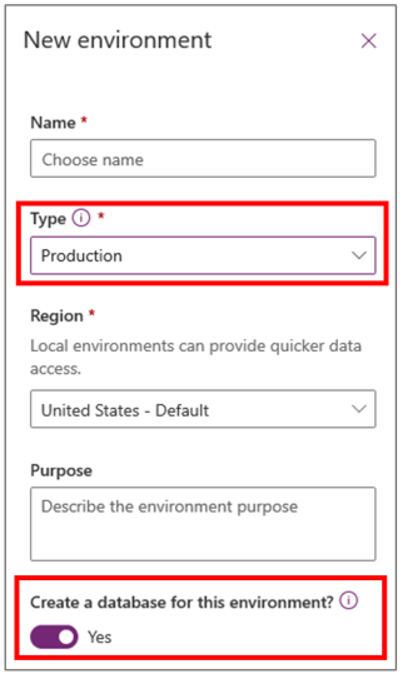 New environment
Name *
Choose name
Type *
Production
Region *
Local environments can provide quicker data
access.
United States - Default
Purpose
Describe the environment purpose
Create a database for this environment?
Yes